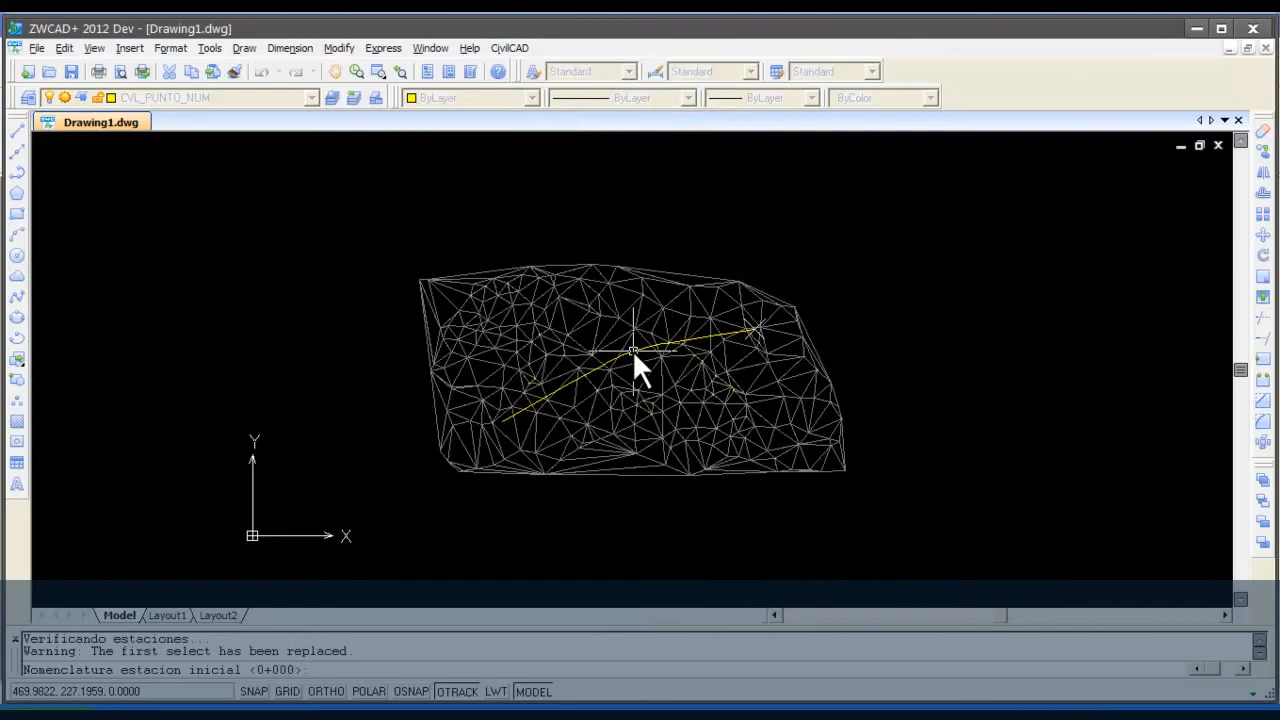 ZWCAD+ 2012 Dev - [Drawing1.dwg]
File Edit View Insert Format Tools Draw Dimension Modify Express Window Help CivilCAD
Standard Standard Standard
CVL_PUNTO_NUM ByLayer ByLayer ByLayer ByColor
Drawing1.dwg
Y
X
Model Layout1 Layout2
Verificando estaciones...
Warning: The first select has been replaced.
Nomenclatura estacion inicial <0+000>:
469.9822, 227.1959, 0.0000 SNAP GRID ORTHO POLAR OSNAP OTRACK LWT MODEL